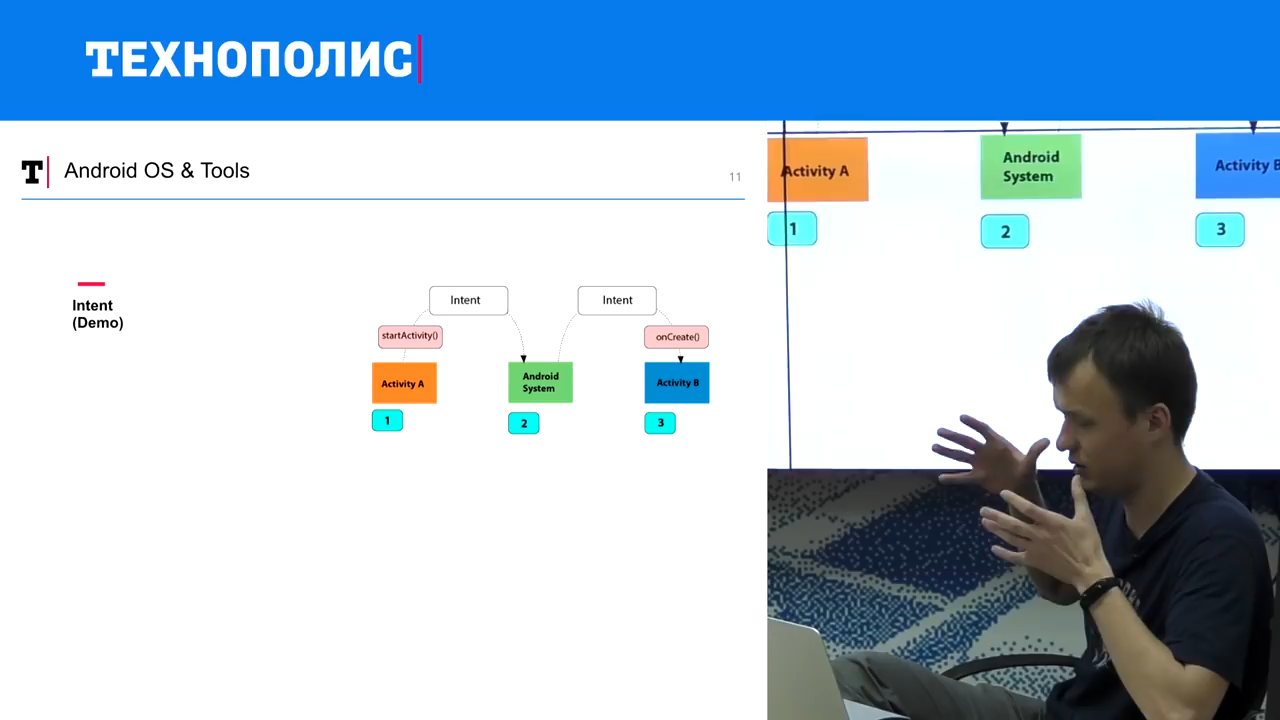 ТЕХНОПОЛИС
T
Android OS & Tools
11
Intent
(Demo)
Intent
Intent
startActivity()
onCreate()
Activity A
Android
System
Activity B
1
2
3
Activity A
Android
System
Activity B
1
2
3